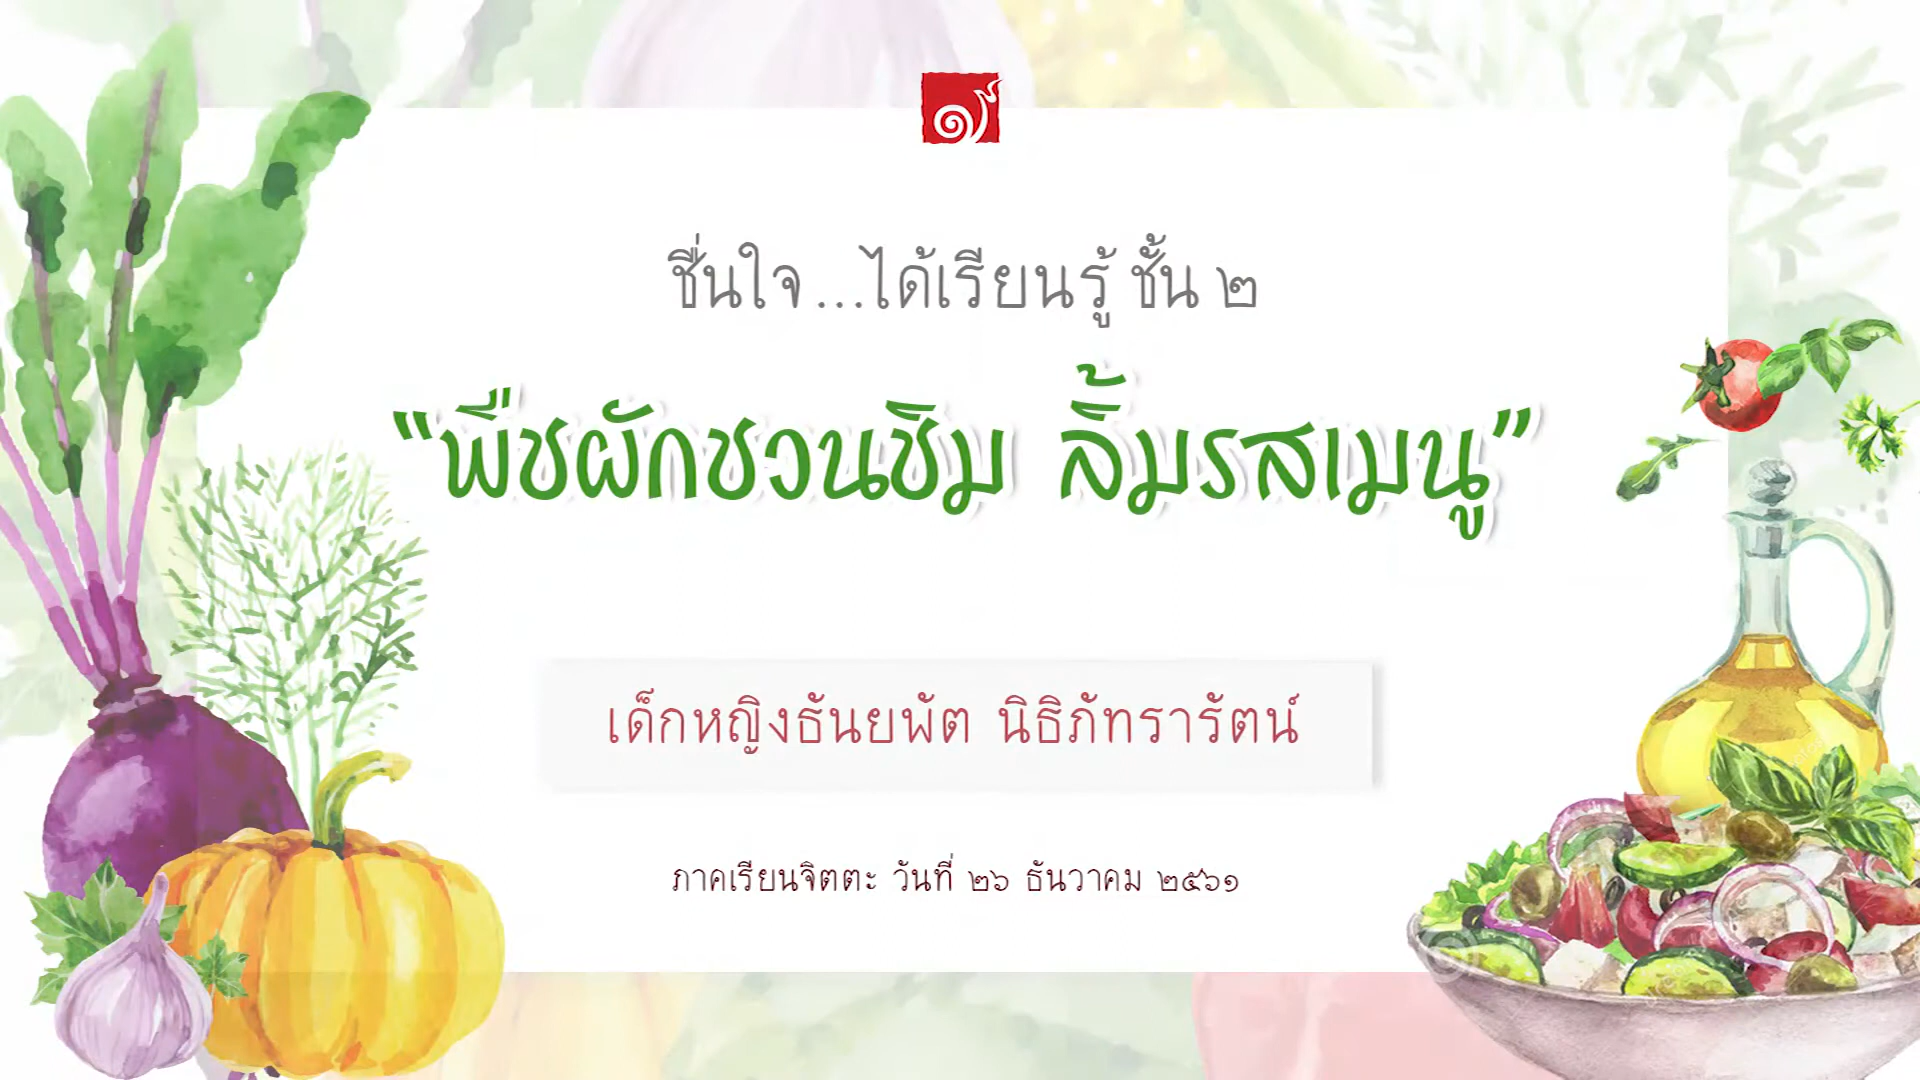 ชื่นใจ...ได้เรียนรู้ ชั้น ๒
“พืชผักชวนชิม ลิ้มรสเมนู”
เด็กหญิงธันยพัต นิธิภัทรารัตน์
ภาคเรียนจิตตะ วันที่ ๒๖ ธันวาคม ๒๕๖๑